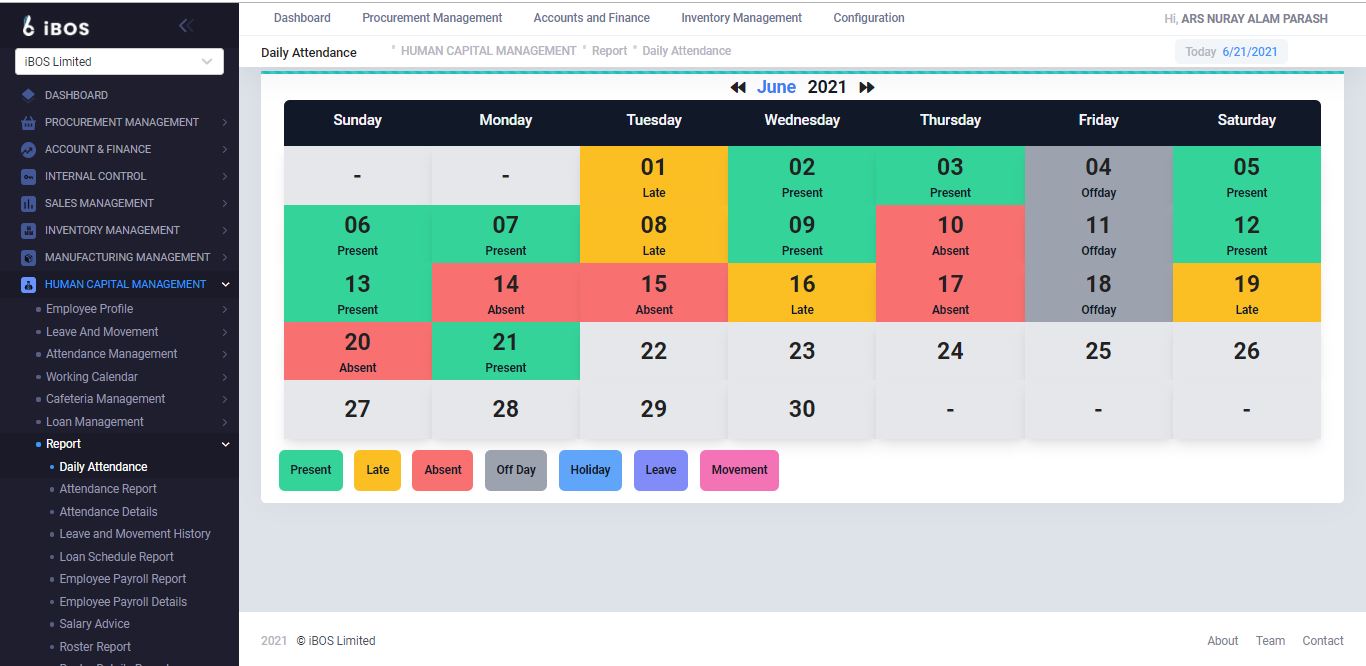 iBOS
iBOS Limited
DASHBOARD
PROCUREMENT MANAGEMENT
ACCOUNT & FINANCE
INTERNAL CONTROL
SALES MANAGEMENT
INVENTORY MANAGEMENT
MANUFACTURING MANAGEMENT
HUMAN CAPITAL MANAGEMENT
Employee Profile
Leave And Movement
Attendance Management
Working Calendar
Cafeteria Management
Loan Management
Report
Daily Attendance
Attendance Report
Attendance Details
Leave and Movement History
Loan Schedule Report
Employee Payroll Report
Employee Payroll Details
Salary Advice
Roster Report
Dashboard Procurement Management Accounts and Finance Inventory Management Configuration
Hi, ARS NURAY ALAM PARASH
Daily Attendance HUMAN CAPITAL MANAGEMENT Report Daily Attendance
Today 6/21/2021
June 2021
Sunday Monday Tuesday Wednesday Thursday Friday Saturday
- - 01 02 03 04 05
Late Present Present Offday Present
06 07 08 09 10 11 12
Present Present Late Present Absent Offday Present
13 14 15 16 17 18 19
Present Absent Absent Late Absent Offday Late
20 21 22 23 24 25 26
Absent Present
27 28 29 30 - - -
Present Late Absent Off Day Holiday Leave Movement
2021 © iBOS Limited
About Team Contact